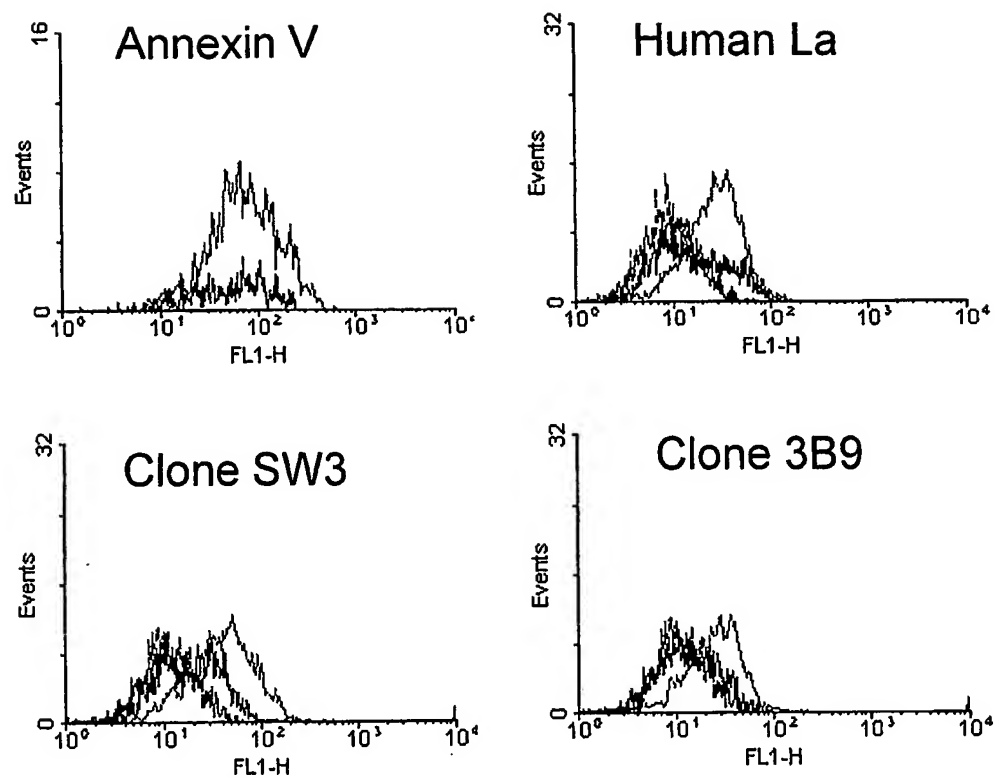 Annexin V
16
Events
0
10⁰ 10¹ 10² 10³ 10⁴
FL1-H
Human La
32
Events
0
10⁰ 10¹ 10² 10³ 10⁴
FL1-H
Clone SW3
32
Events
0
10⁰ 10¹ 10² 10³ 10⁴
FL1-H
Clone 3B9
32
Events
0
10⁰ 10¹ 10² 10³ 10⁴
FL1-H